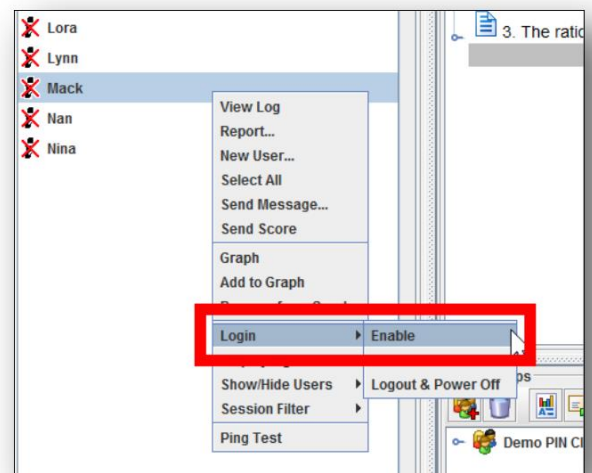 Lora
Lynn
Mack
Nan
Nina
3. The ratio
View Log
Report...
New User...
Select All
Send Message...
Send Score
Graph
Add to Graph
Login
Enable
Show/Hide Users
Logout & Power Off
Session Filter
Ping Test
Demo PIN Cl